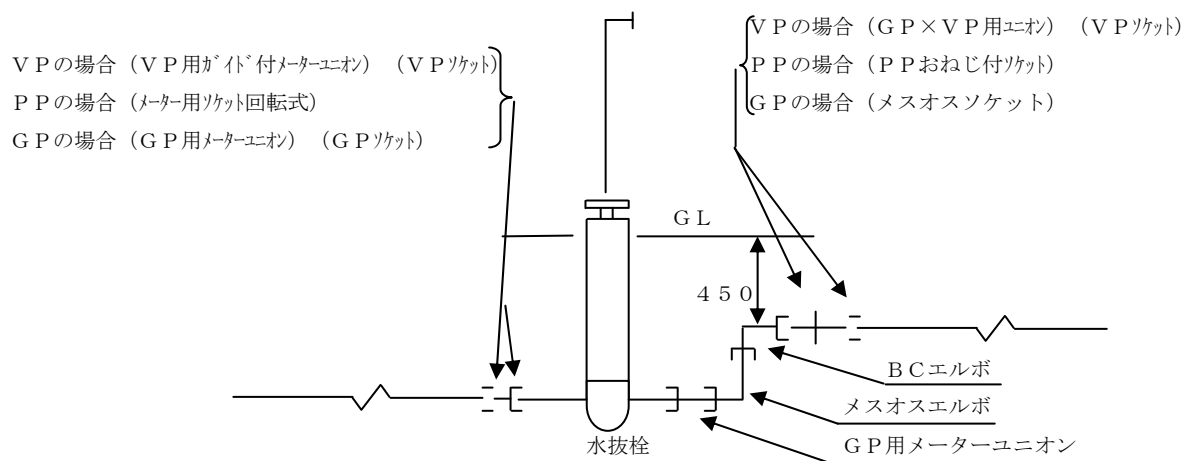 ＶＰの場合（ＶＰ用ｶﾞｲﾄﾞ付ﾒｰﾀｰﾕﾆｵﾝ）（ＶＰｿｹｯﾄ）
ＰＰの場合（ﾒｰﾀｰ用ｿｹｯﾄ回転式）
ＧＰの場合（ＧＰ用ﾒｰﾀｰﾕﾆｵﾝ）（ＧＰｿｹｯﾄ）
ＶＰの場合（ＧＰ×ＶＰ用ﾕﾆｵﾝ）（ＶＰｿｹｯﾄ）
ＰＰの場合（ＰＰおねじ付ｿｹｯﾄ）
ＧＰの場合（メスオスソケット）
ＧＬ
４５０
ＢＣエルボ
メスオスエルボ
ＧＰ用メーターユニオン
水抜栓